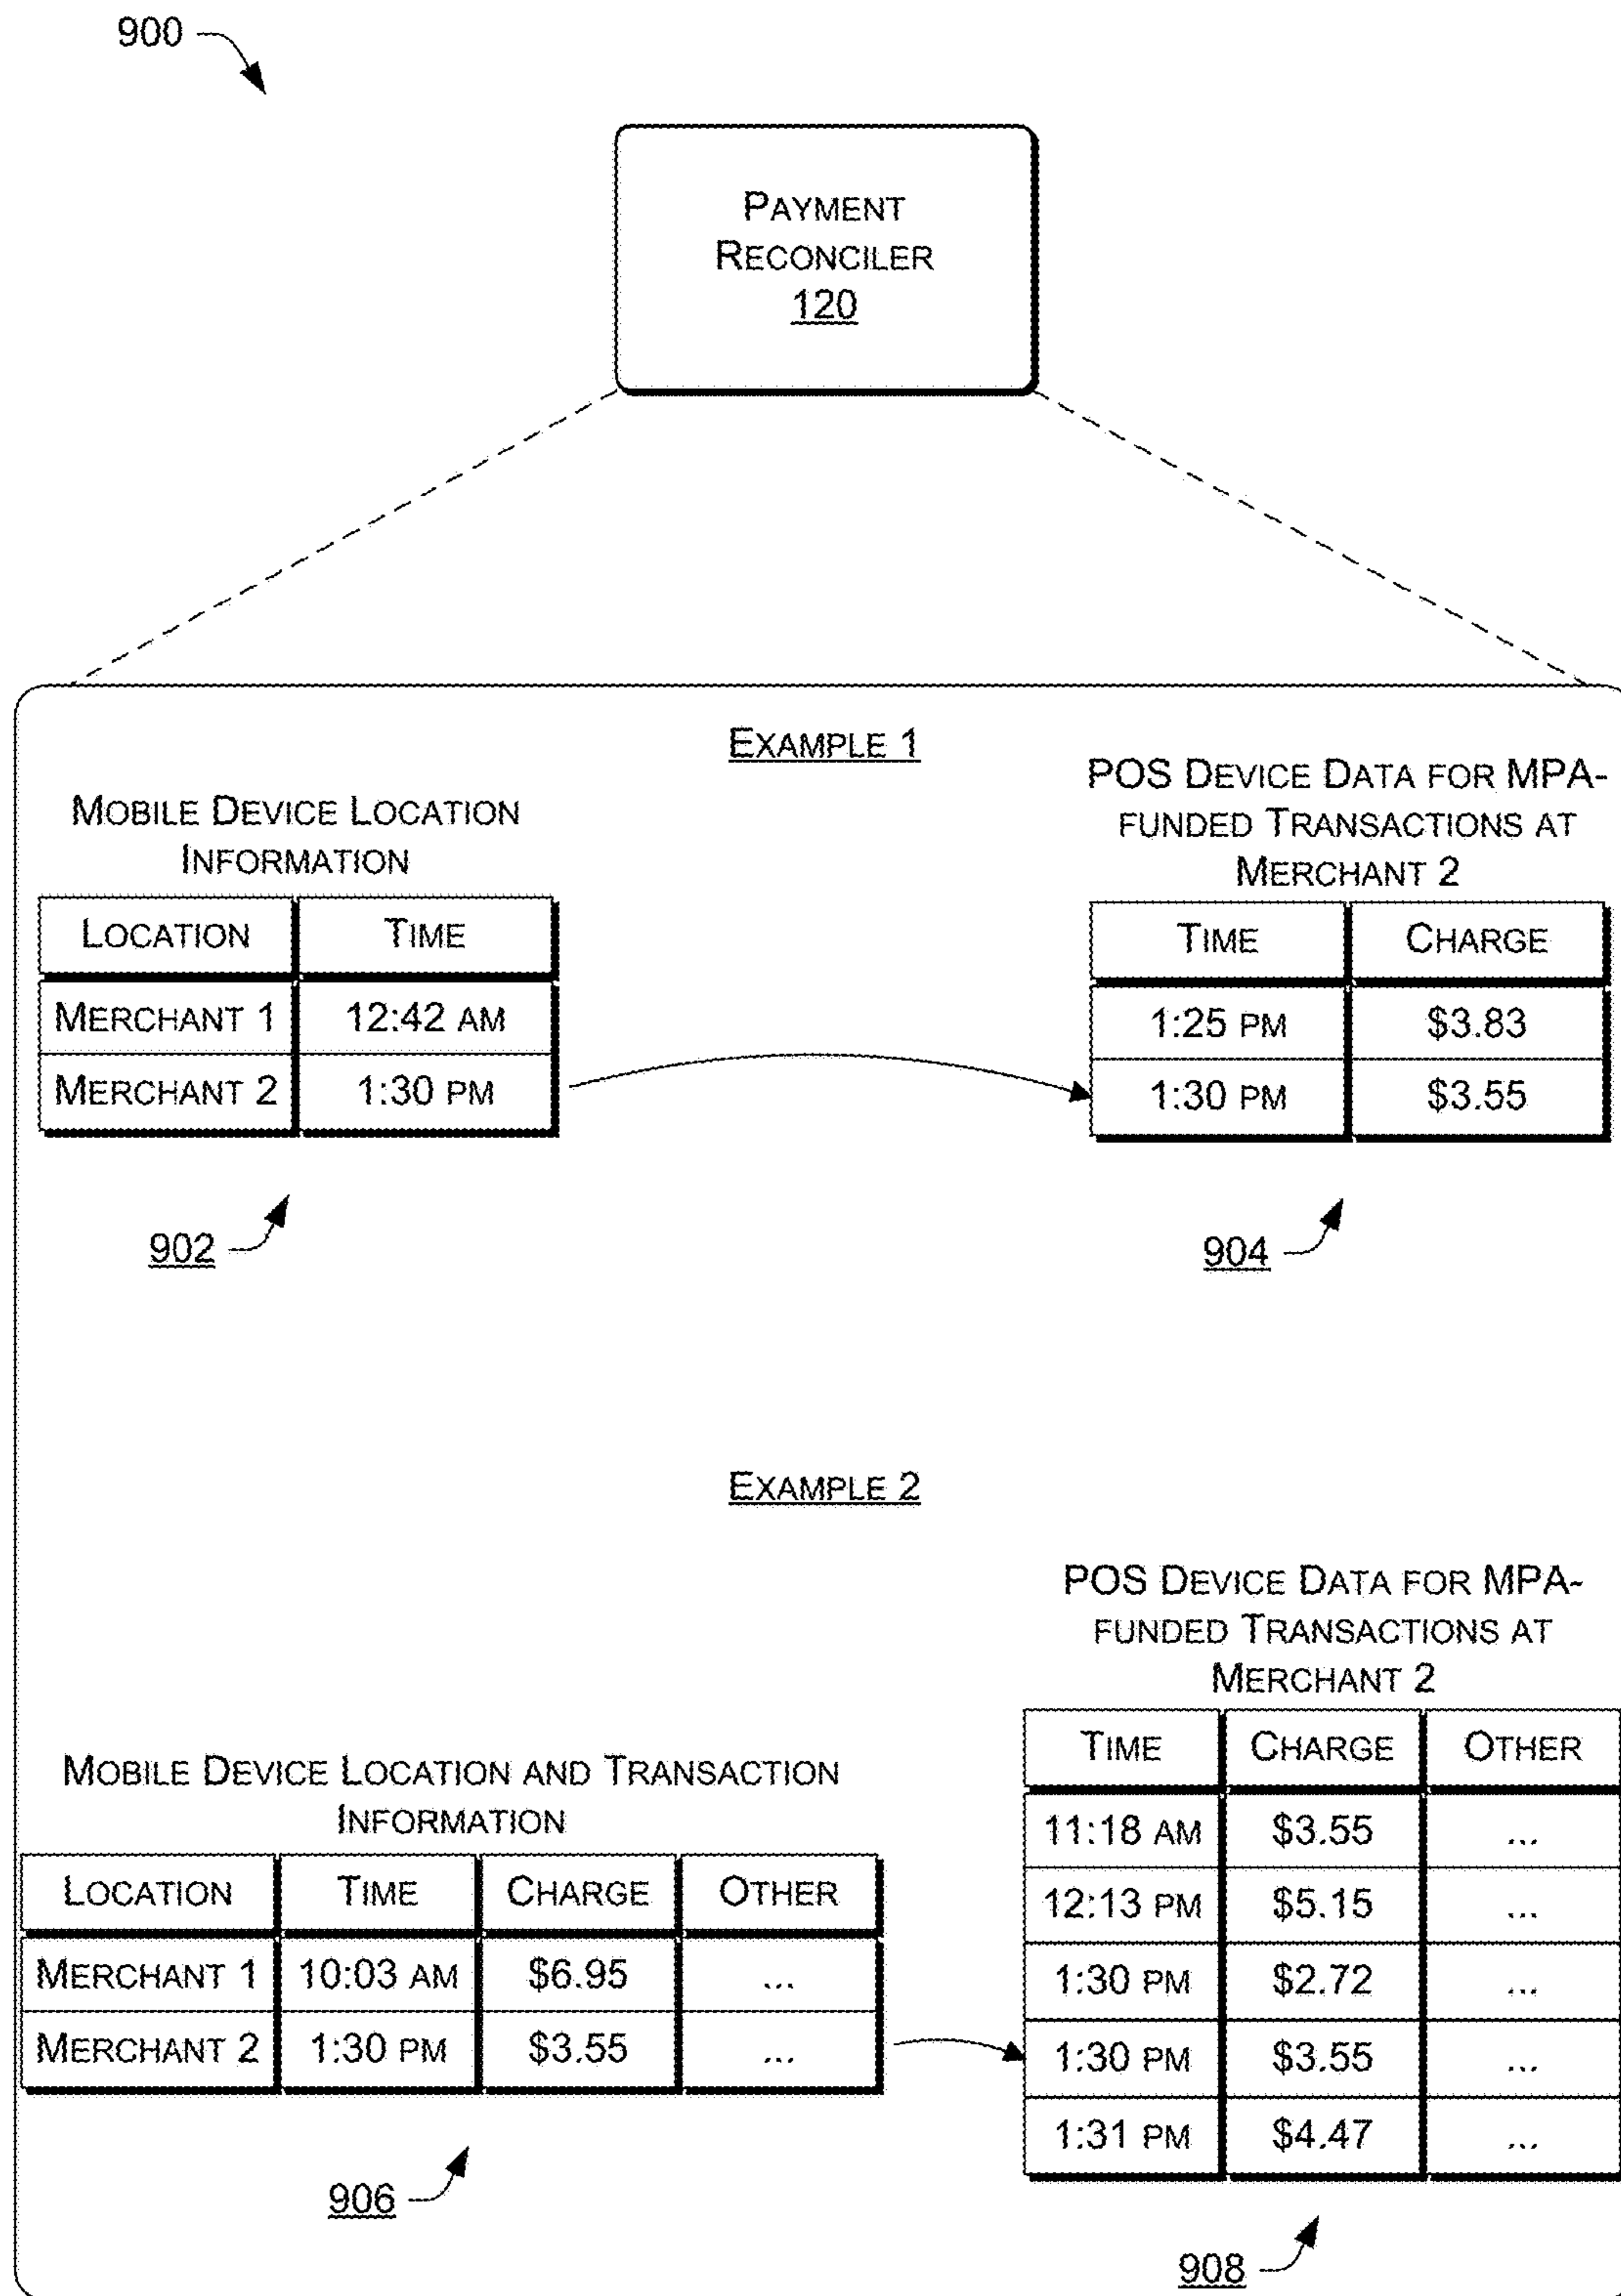 900
PAYMENT
RECONCILER
120
EXAMPLE 1
MOBILE DEVICE LOCATION
INFORMATION
LOCATION TIME
MERCHANT 1 12:42 AM
MERCHANT 2 1:30 PM
902
POS DEVICE DATA FOR MPA-
FUNDED TRANSACTIONS AT
MERCHANT 2
TIME CHARGE
1:25 PM $3.83
1:30 PM $3.55
904
EXAMPLE 2
MOBILE DEVICE LOCATION AND TRANSACTION
INFORMATION
LOCATION TIME CHARGE OTHER
MERCHANT 1 10:03 AM $6.95 ...
MERCHANT 2 1:30 PM $3.55 ...
906
POS DEVICE DATA FOR MPA-
FUNDED TRANSACTIONS AT
MERCHANT 2
TIME CHARGE OTHER
11:18 AM $3.55 ...
12:13 PM $5.15 ...
1:30 PM $2.72 ...
1:30 PM $3.55 ...
1:31 PM $4.47 ...
908